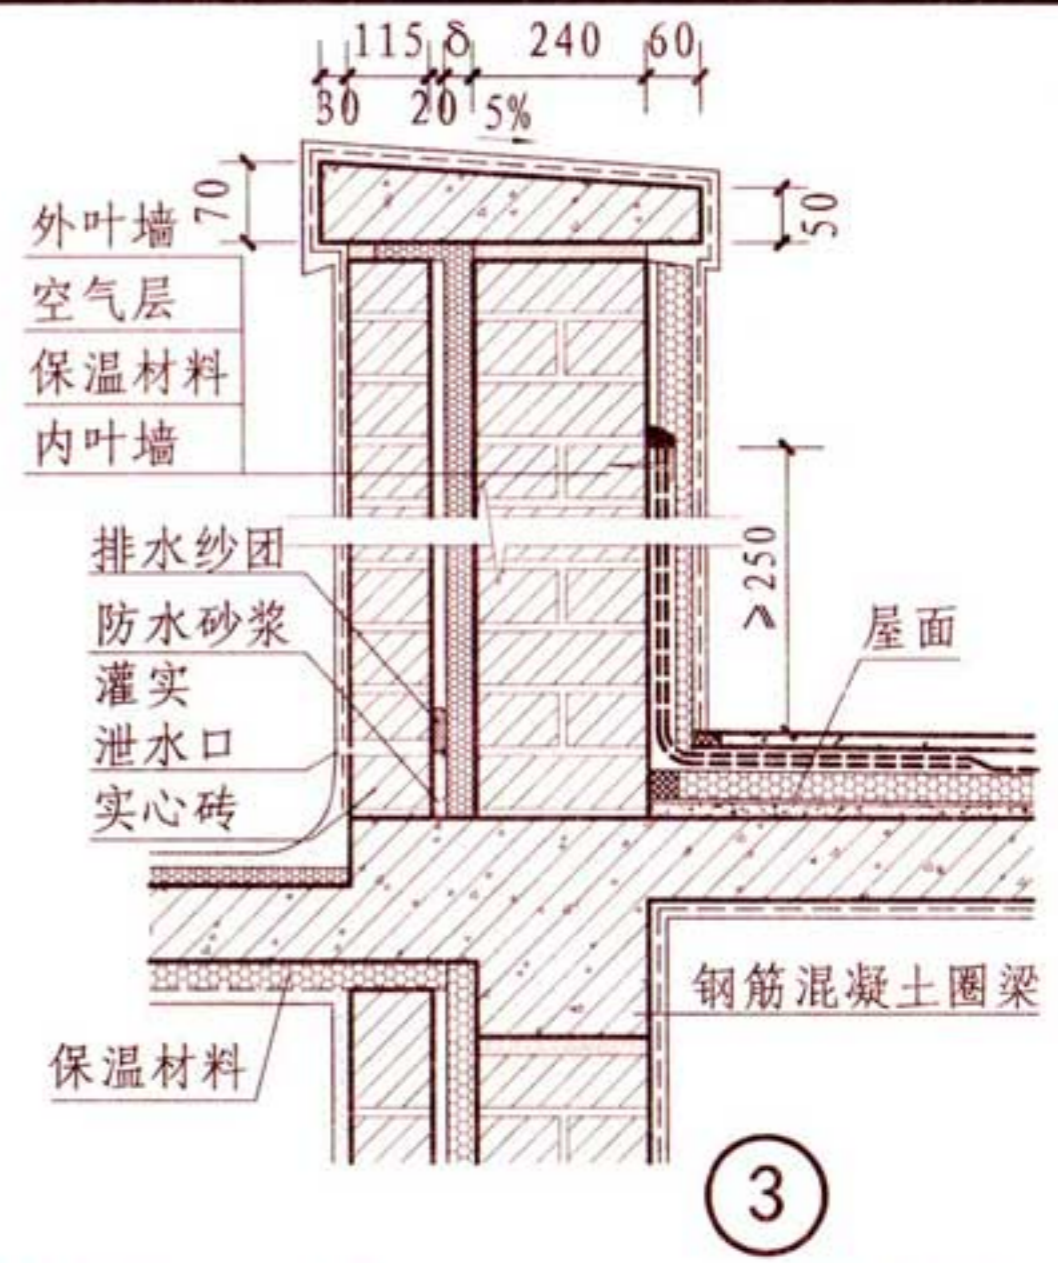 115 δ 240 60
30 20 5%
70
50
外叶墙
空气层
保温材料
内叶墙
排水纱团
防水砂浆
灌实
泄水口
实心砖
≥250
屋面
钢筋混凝土圈梁
保温材料
3